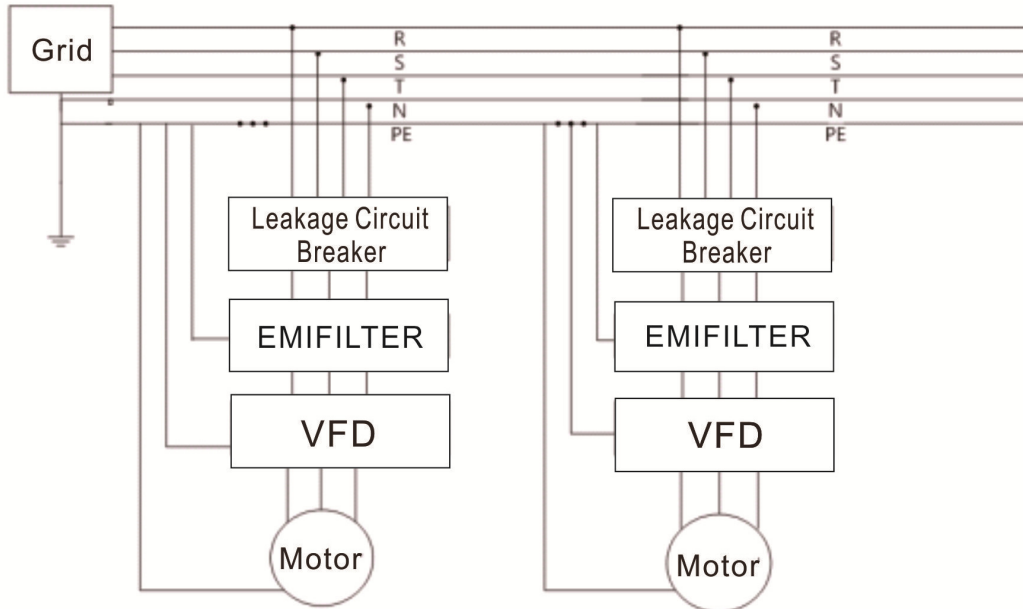 Grid
R
S
T
N
PE
R
S
T
N
PE
Leakage Circuit
Breaker
Leakage Circuit
Breaker
EMIFILTER
EMIFILTER
VFD
VFD
Motor
Motor